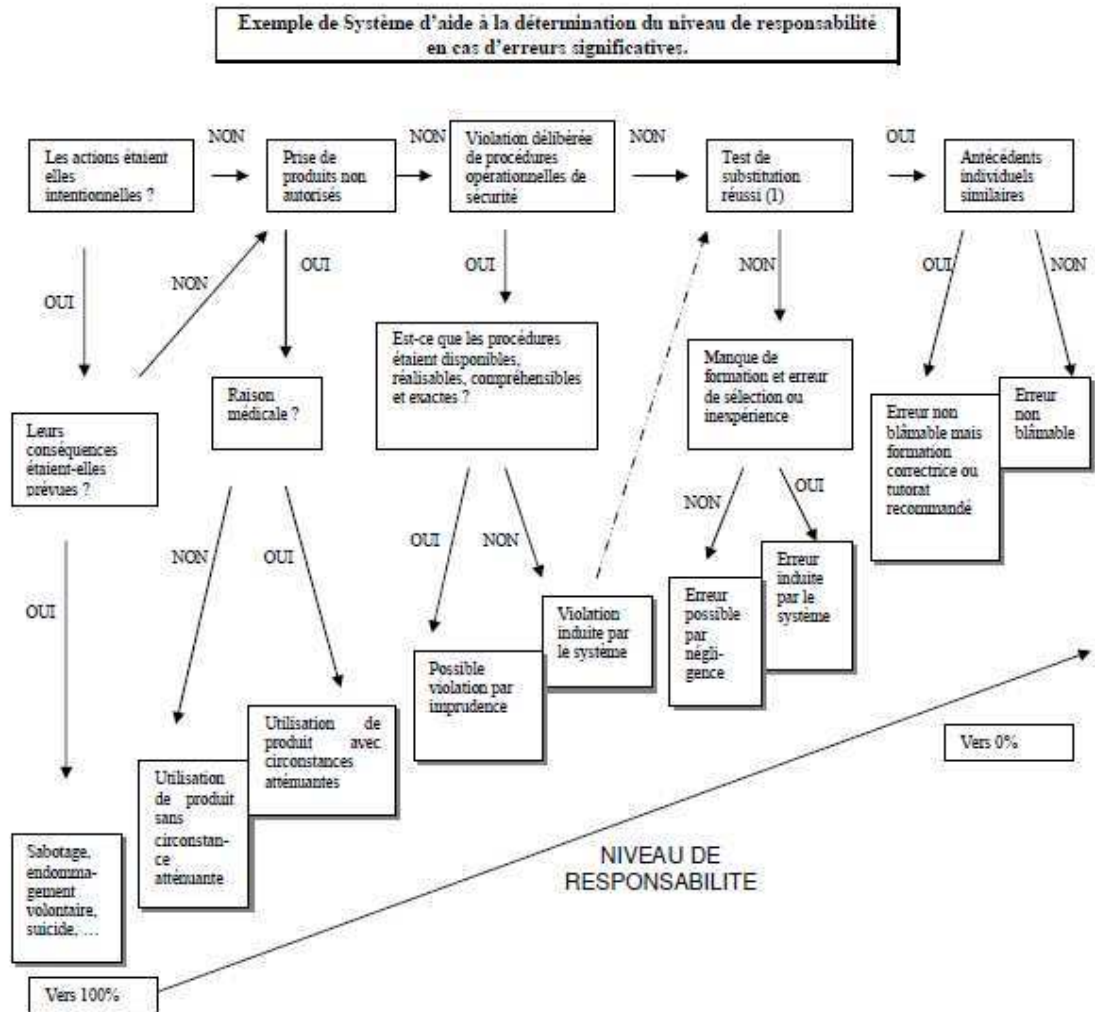 Exemple de Système d'aide à la détermination du niveau de responsabilité
en cas d'erreurs significatives.
Les actions étaient
elles
intentionnelles ?
NON
Prise de
produits non
autorisés
NON
Violation délibérée
de procédures
opérationnelles de
sécurité
NON
Test de
substitution
réussi (1)
OUI
Antécédents
individuels
similaires
OUI
NON
OUI
OUI
NON
OUI
NON
Leurs
conséquences
étaient-elles
prévues ?
Raison
médicale ?
Est-ce que les procédures
étaient disponibles,
réalisables, compréhensibles
et exactes ?
Manque de
formation et erreur
de sélection ou
inexpérience
Erreur non
blâmable mais
formation
correctrice ou
tutorat
recommandé
Erreur
non
blâmable
OUI
NON
OUI
OUI
NON
NON
OUI
Sabotage,
endomma-
gement
volontaire,
suicide, ...
Utilisation
de produit
sans
circonstan-
ce
atténuante
Utilisation de
produit avec
circonstances
atténuantes
Possible
violation par
imprudence
Violation
induite par
le système
Erreur
possible
par
négli-
gence
Erreur
induite
par le
système
Vers 0%
NIVEAU DE
RESPONSABILITE
Vers 100%